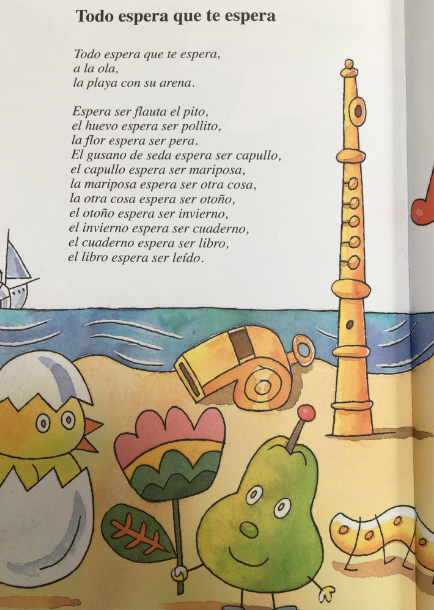 Todo espera que te espera
Todo espera que te espera,
a la ola,
la playa con su arena.
Espera ser flauta el pito,
el huevo espera ser pollito,
la flor espera ser pera.
El gusano de seda espera ser capullo,
el capullo espera ser mariposa,
la mariposa espera ser otra cosa,
la otra cosa espera ser otoño,
el otoño espera ser invierno,
el invierno espera ser cuaderno,
el cuaderno espera ser libro,
el libro espera ser leído.